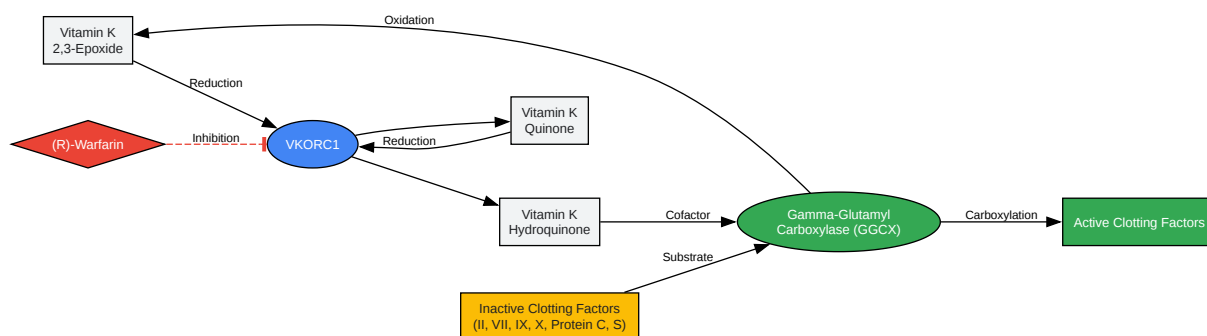 Oxidation
Vitamin K
2,3-Epoxide
Reduction
(R)-Warfarin
Inhibition
VKORC1
Vitamin K
Quinone
Reduction
Vitamin K
Hydroquinone
Cofactor
Gamma-Glutamyl
Carboxylase (GGCX)
Carboxylation
Active Clotting Factors
Substrate
Inactive Clotting Factors
(II, VII, IX, X, Protein C, S)